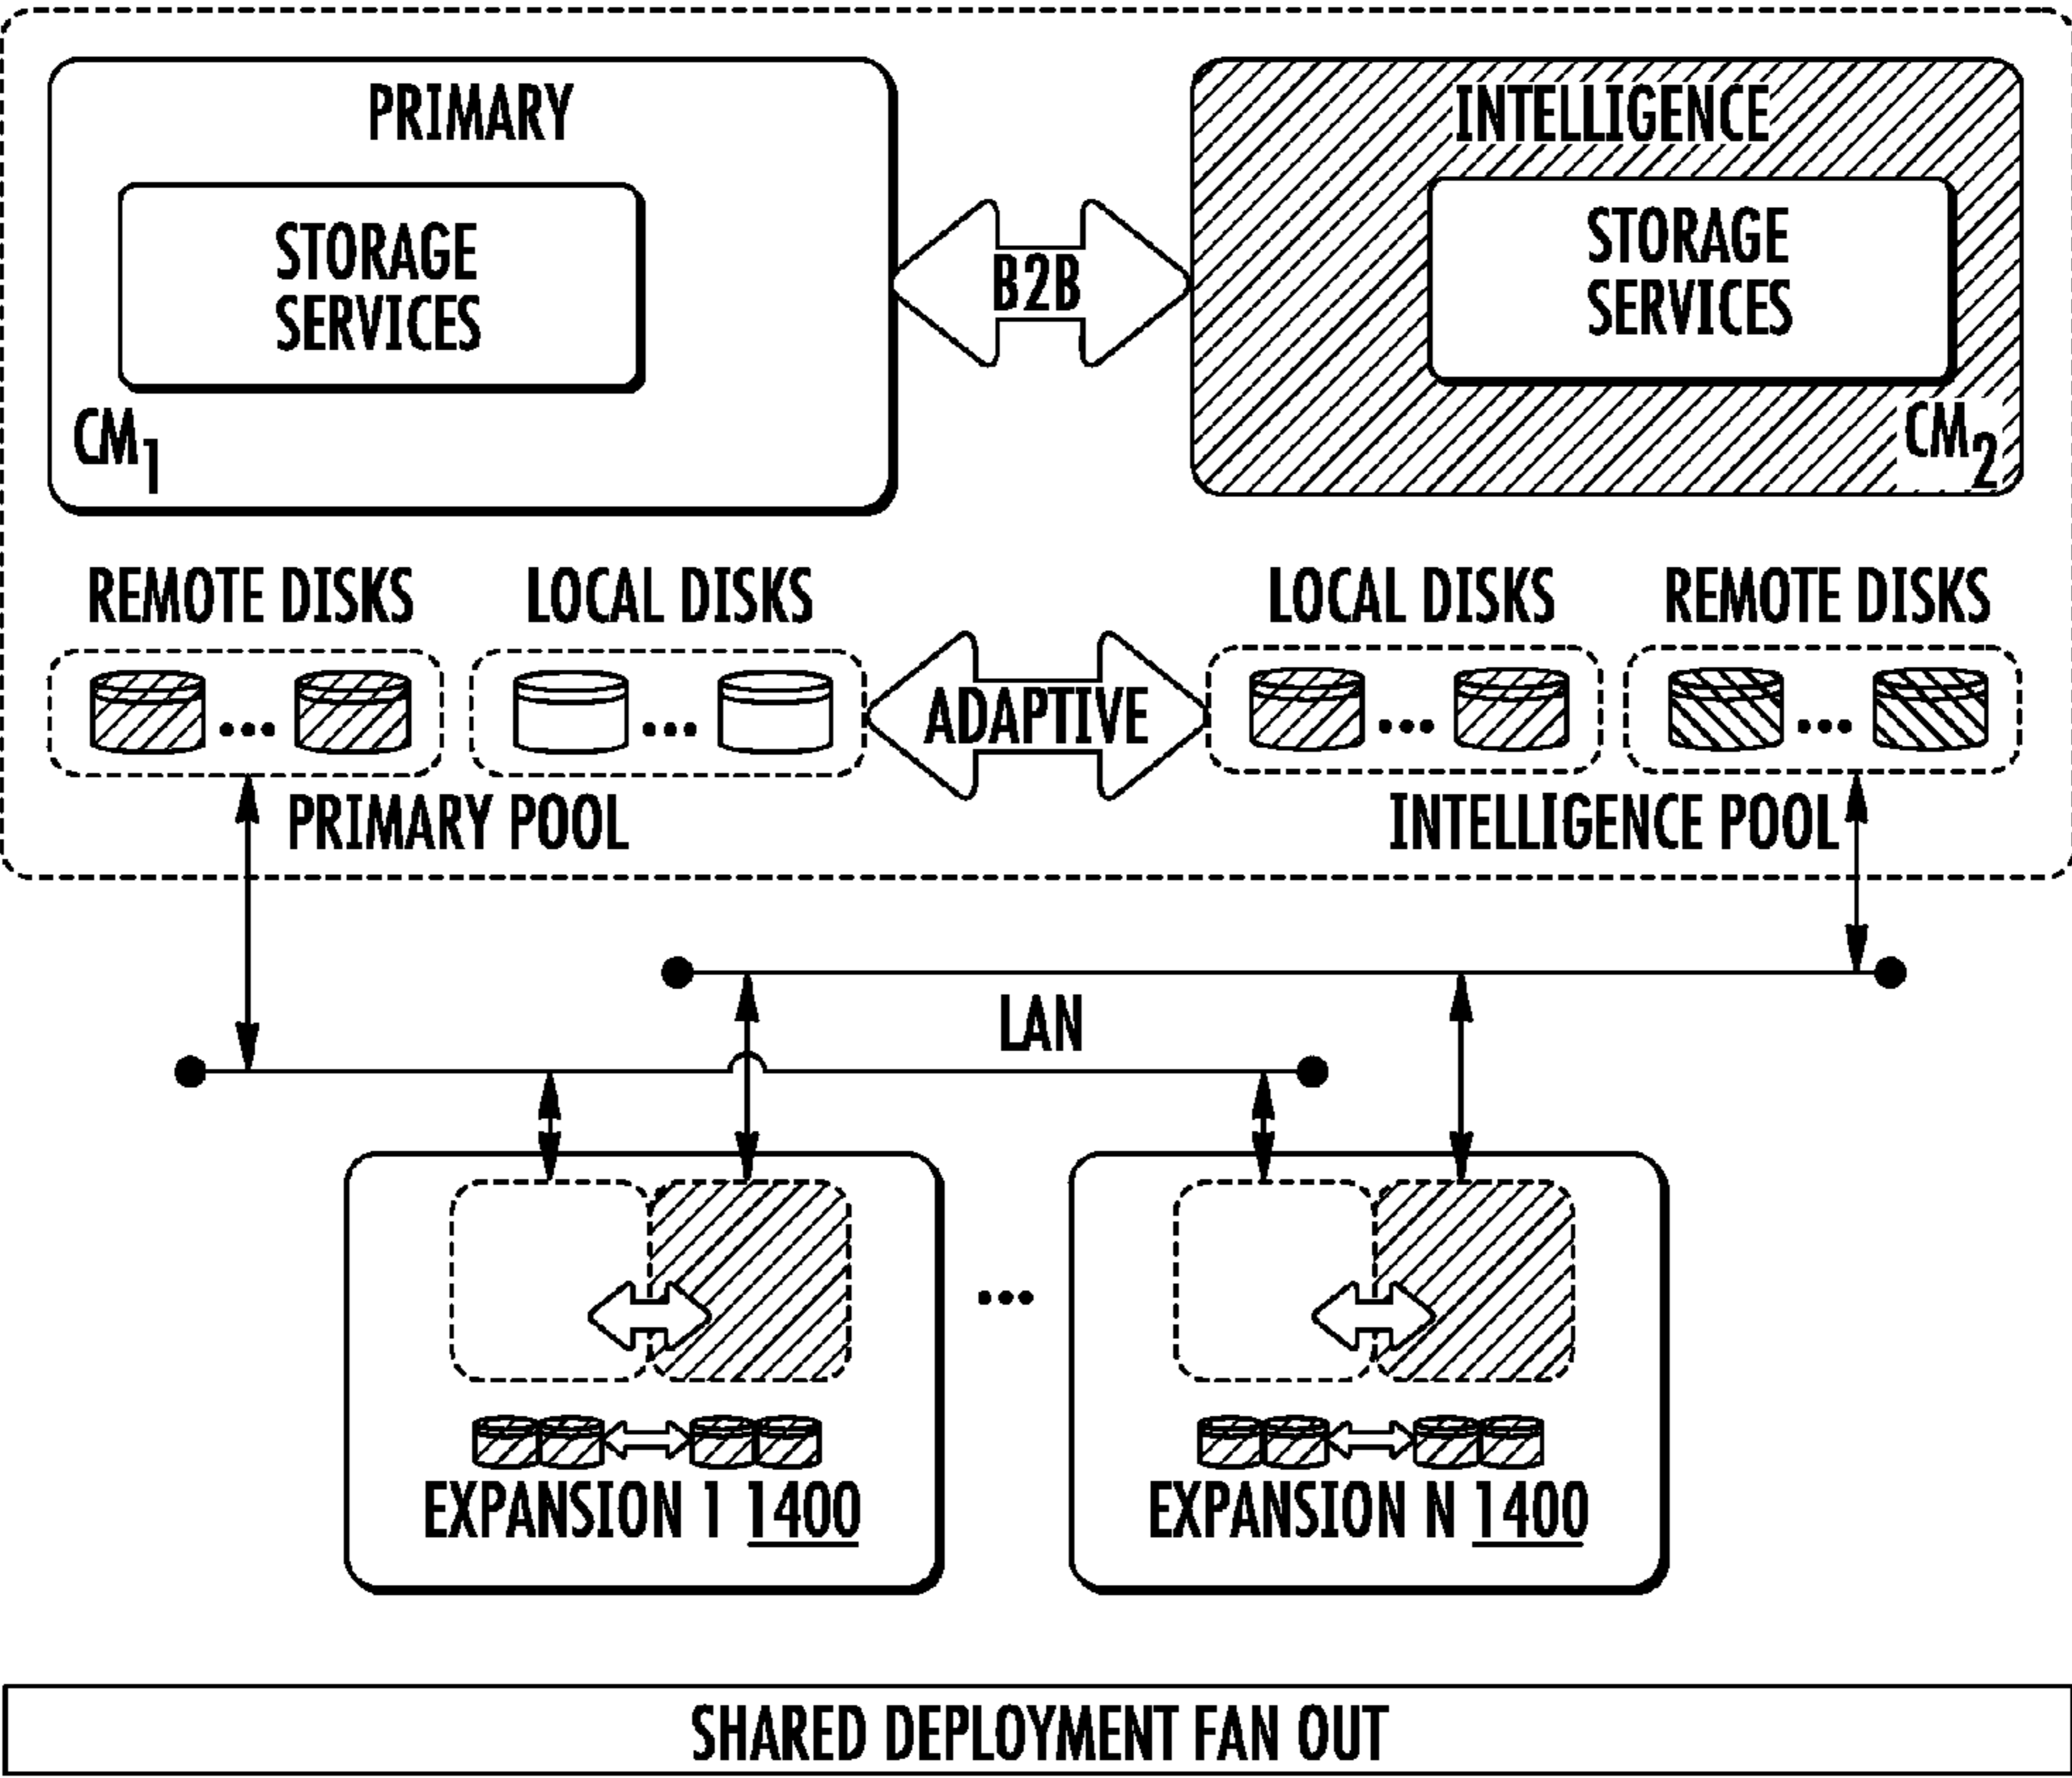 PRIMARY
STORAGE
SERVICES
CM1
B2B
INTELLIGENCE
STORAGE
SERVICES
CM2
REMOTE DISKS
LOCAL DISKS
LOCAL DISKS
REMOTE DISKS
ADAPTIVE
PRIMARY POOL
INTELLIGENCE POOL
LAN
EXPANSION 1 1400
EXPANSION N 1400
SHARED DEPLOYMENT FAN OUT